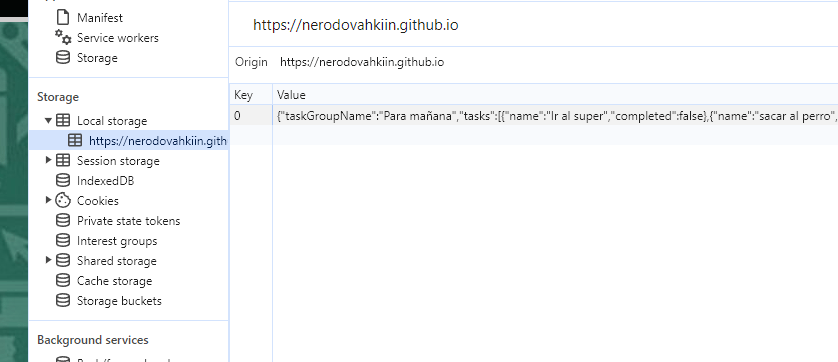 Manifest
Service workers
Storage
Storage
Local storage
https://nerodovahkiin.gith
Session storage
IndexedDB
Cookies
Private state tokens
Interest groups
Shared storage
Cache storage
Storage buckets
Background services
https://nerodovahkiin.github.io
Origin https://nerodovahkiin.github.io
Key Value
0 {"taskGroupName":"Para mañana","tasks":[{"name":"Ir al super","completed":false},{"name":"sacar al perro",